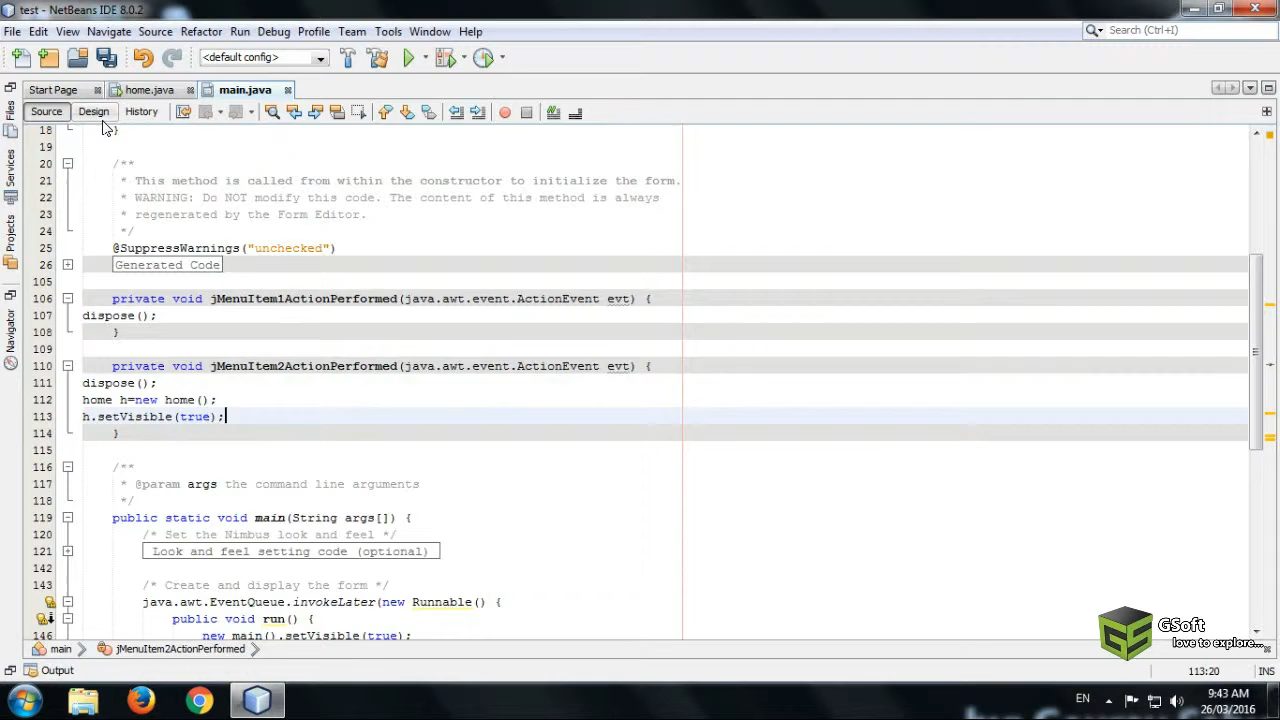 test - NetBeans IDE 8.0.2
File Edit View Navigate Source Refactor Run Debug Profile Team Tools Window Help
Search (Ctrl+I)
<default config>
Start Page home.java main.java
Source Design History
18 }
19
20 /**
21 * This method is called from within the constructor to initialize the form.
22 * WARNING: Do NOT modify this code. The content of this method is always
23 * regenerated by the Form Editor.
24 */
25 @SuppressWarnings("unchecked")
26 Generated Code
105
106 private void jMenuItem1ActionPerformed(java.awt.event.ActionEvent evt) {
107 dispose();
108 }
109
110 private void jMenuItem2ActionPerformed(java.awt.event.ActionEvent evt) {
111 dispose();
112 home h=new home();
113 h.setVisible(true);
114 }
115
116 /**
117 * @param args the command line arguments
118 */
119 public static void main(String args[]) {
120 /* Set the Nimbus look and feel */
121 Look and feel setting code (optional)
142
143 /* Create and display the form */
java.awt.EventQueue.invokeLater(new Runnable() {
public void run() {
146 new main().setVisible(true);
Files
Services
Projects
Navigator
GSoft
love to explore...
main jMenuItem2ActionPerformed
Output
113:20 INS
EN
9:43 AM
26/03/2016